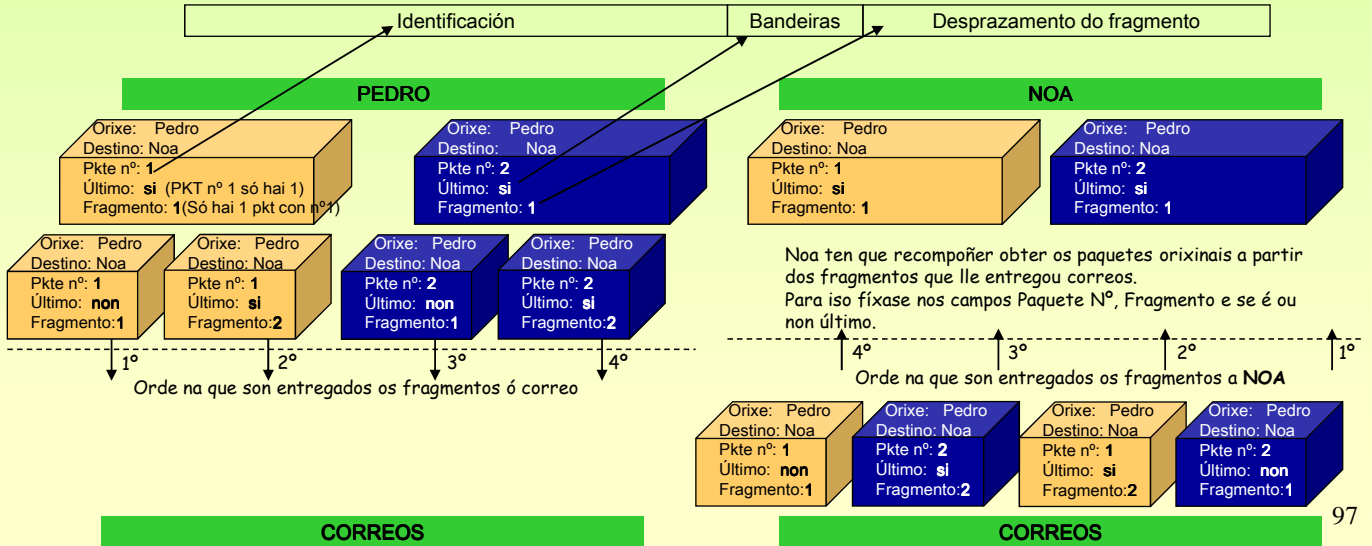 Identificación
Bandeiras
Desprazamento do fragmento
PEDRO
Orixe: Pedro
Destino: Noa
Pkte nº: 1
Último: si (PKT nº 1 só hai 1)
Fragmento: 1(Só hai 1 pkt con nº1)
Orixe: Pedro
Destino: Noa
Pkte nº: 2
Último: si
Fragmento: 1
Orixe: Pedro
Destino: Noa
Pkte nº: 1
Último: non
Fragmento:1
Orixe: Pedro
Destino: Noa
Pkte nº: 1
Último: si
Fragmento:2
Orixe: Pedro
Destino: Noa
Pkte nº: 2
Último: non
Fragmento:1
Orixe: Pedro
Destino: Noa
Pkte nº: 2
Último: si
Fragmento:2
1º
2º
3º
4º
Orde na que son entregados os fragmentos ó correo
CORREOS
NOA
Orixe: Pedro
Destino: Noa
Pkte nº: 1
Último: si
Fragmento: 1
Orixe: Pedro
Destino: Noa
Pkte nº: 2
Último: si
Fragmento: 1
Noa ten que recompoñer obter os paquetes orixinais a partir
dos fragmentos que lle entregou correos.
Para iso fíxase nos campos Paquete Nº, Fragmento e se é ou
non último.
4º
3º
2º
1º
Orde na que son entregados os fragmentos a NOA
Orixe: Pedro
Destino: Noa
Pkte nº: 1
Último: non
Fragmento:1
Orixe: Pedro
Destino: Noa
Pkte nº: 2
Último: si
Fragmento:2
Orixe: Pedro
Destino: Noa
Pkte nº: 1
Último: si
Fragmento:2
Orixe: Pedro
Destino: Noa
Pkte nº: 2
Último: non
Fragmento:1
CORREOS
97